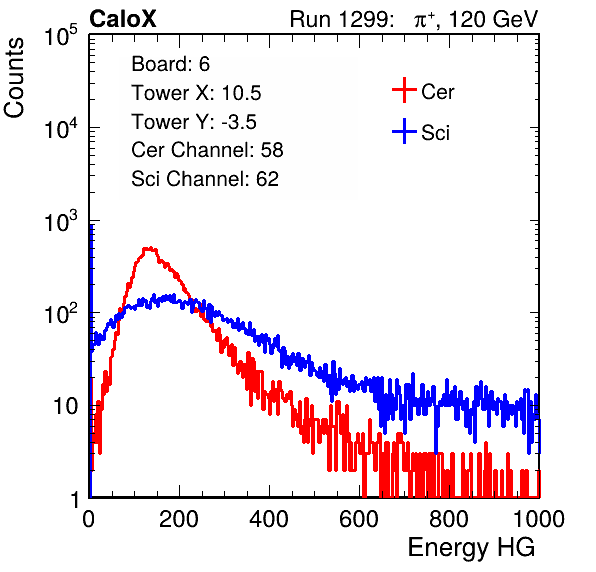 CaloX Run 1299: π⁺, 120 GeV
Board: 6
Tower X: 10.5
Tower Y: -3.5
Cer Channel: 58
Sci Channel: 62
Cer
Sci
Counts
10⁵
10⁴
10³
10²
10
1
0 200 400 600 800 1000
Energy HG